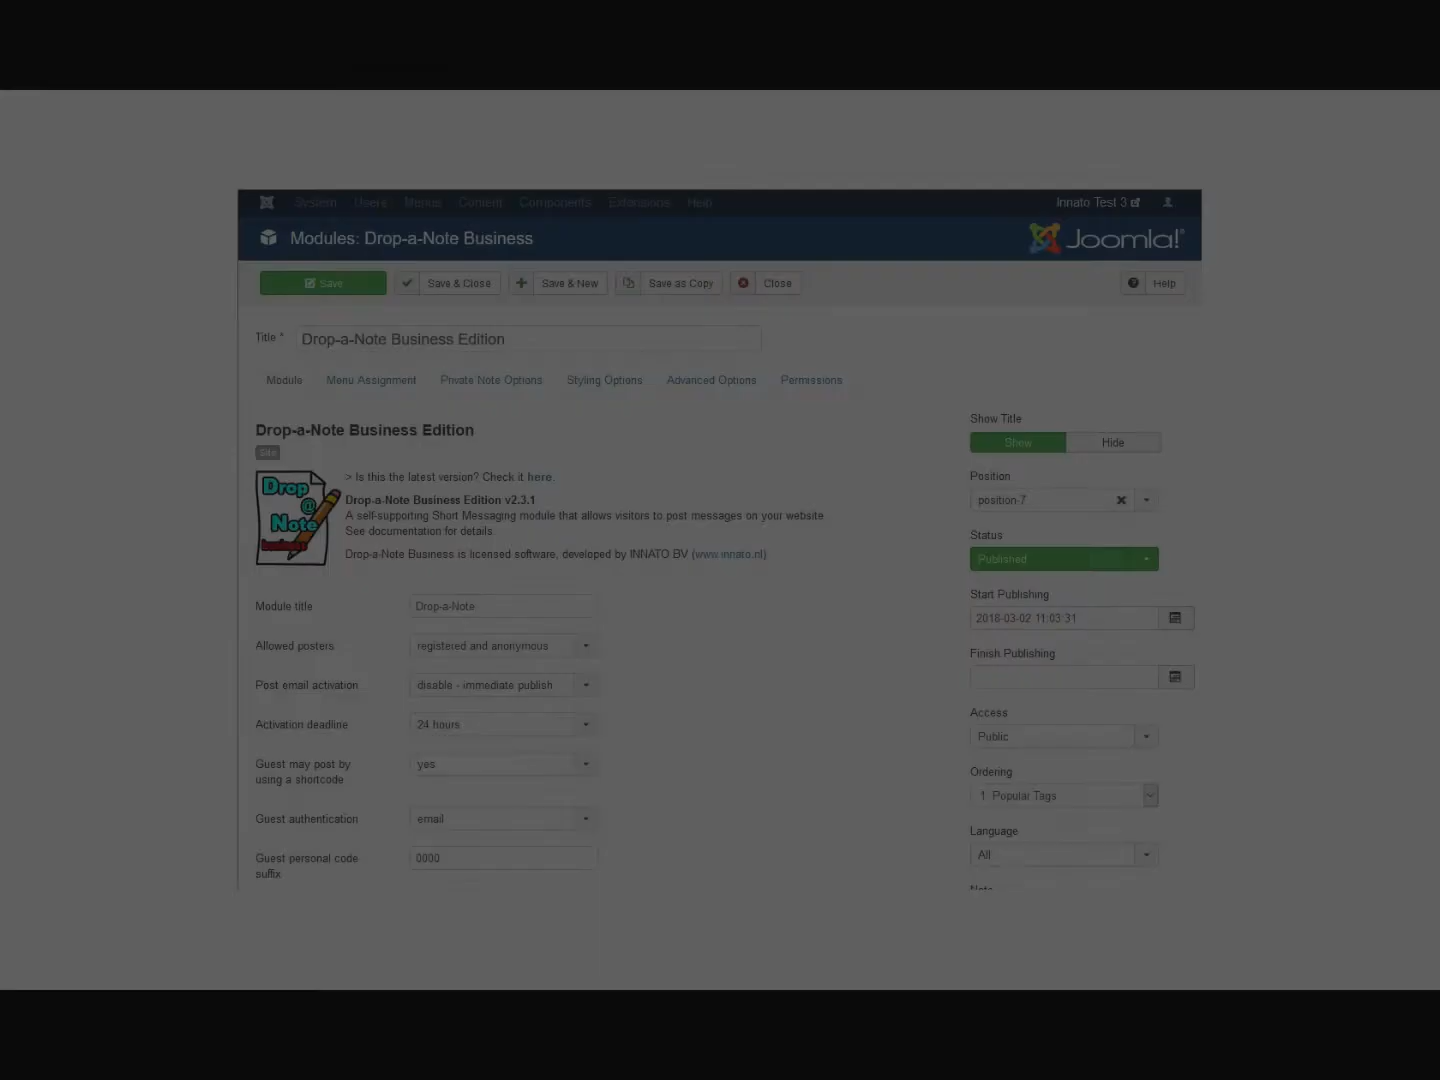 System Users Menus Content Components Extensions Help Innato Test 3
Modules: Drop-a-Note Business Joomla!®
Save Save & Close Save & New Save as Copy Close Help
Title * Drop-a-Note Business Edition
Module Menu Assignment Private Note Options Styling Options Advanced Options Permissions
Drop-a-Note Business Edition
Site
Drop
@
Note
business
> Is this the latest version? Check it here.
Drop-a-Note Business Edition v2.3.1
A self-supporting Short Messaging module that allows visitors to post messages on your website
See documentation for details.
Drop-a-Note Business is licensed software, developed by INNATO BV (www.innato.nl)
Module title Drop-a-Note
Allowed posters registered and anonymous
Post email activation disable - immediate publish
Activation deadline 24 hours
Guest may post by
using a shortcode yes
Guest authentication email
Guest personal code
suffix 0000
Show Title
Show Hide
Position
position-7
Status
Published
Start Publishing
2018-03-02 11:03:31
Finish Publishing
Access
Public
Ordering
1 Popular Tags
Language
All